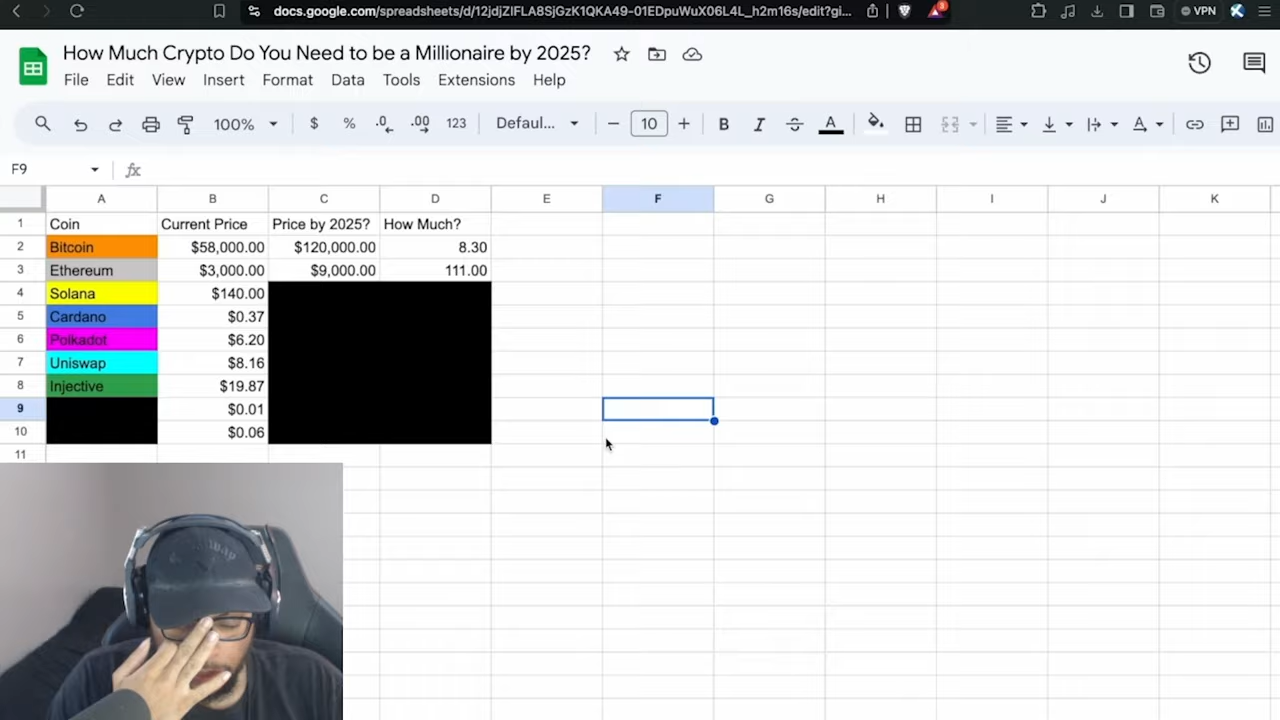 docs.google.com/spreadsheets/d/12jdjZIFLA8SjGzK1QKA49-01EDpuWuX06L4L_h2m16s/edit?gi...
3
VPN
How Much Crypto Do You Need to be a Millionaire by 2025?
File Edit View Insert Format Data Tools Extensions Help
100% $ % .0 .00 123 Defaul... 10 B I A
F9 fx
A B C D E F G H I J K
1 Coin Current Price Price by 2025? How Much?
2 Bitcoin $58,000.00 $120,000.00 8.30
3 Ethereum $3,000.00 $9,000.00 111.00
4 Solana $140.00
5 Cardano $0.37
6 Polkadot $6.20
7 Uniswap $8.16
8 Injective $19.87
9 $0.01
10 $0.06
11